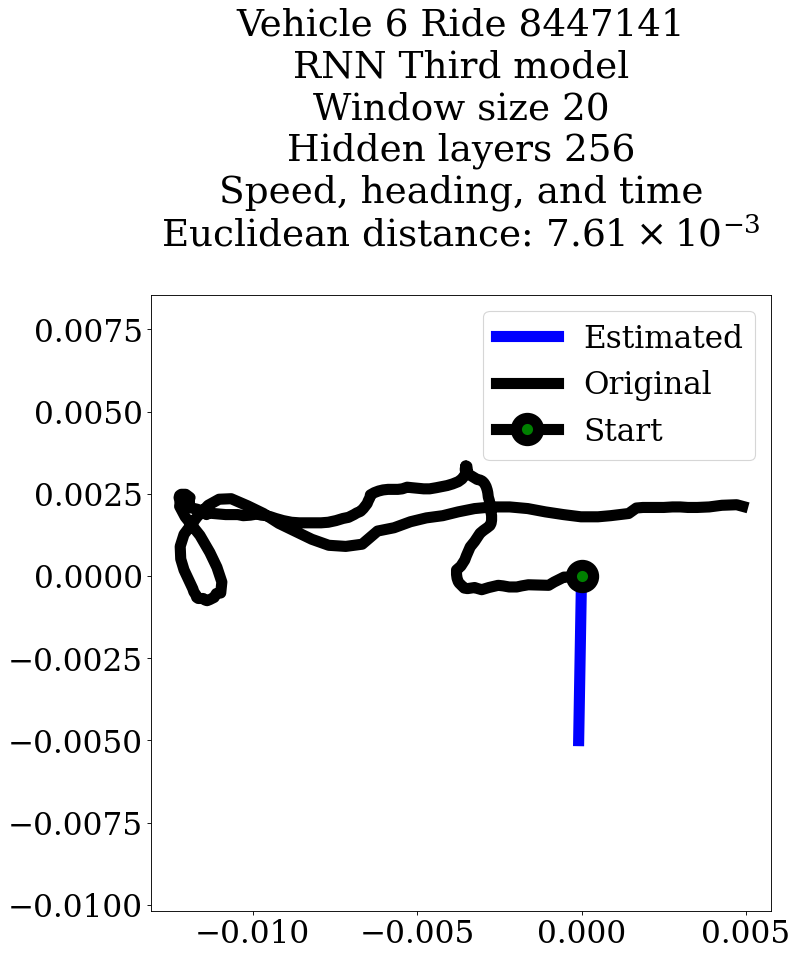 Vehicle 6 Ride 8447141
RNN Third model
Window size 20
Hidden layers 256
Speed, heading, and time
Euclidean distance: 7.61 × 10⁻³
Estimated
Original
Start
0.0075
0.0050
0.0025
0.0000
−0.0025
−0.0050
−0.0075
−0.0100
−0.010
−0.005
0.000
0.005